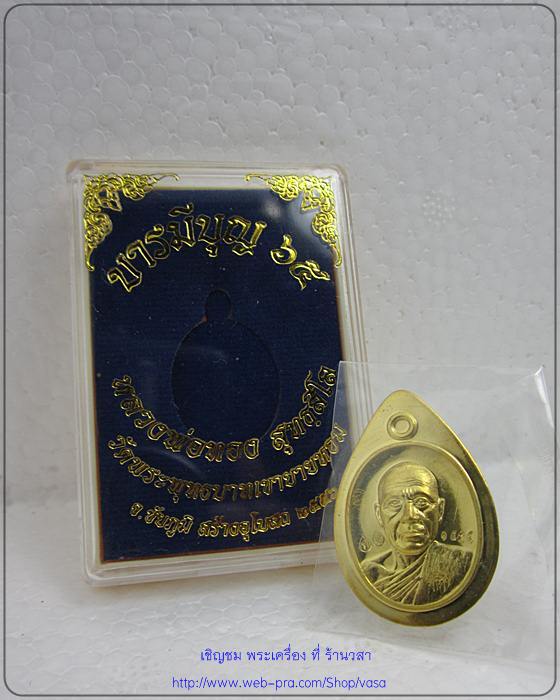 บารมีบุญ ๖๕
หลวงพ่อทอง สุทธสีโล
วัดพระพุทธบาทเขายายหอม
จ.ชัยภูมิ สร้างอุโบสถ
เชิญชม พระเครื่อง ที่ ร้านวสา
http://www.web-pra.com/Shop/vasa